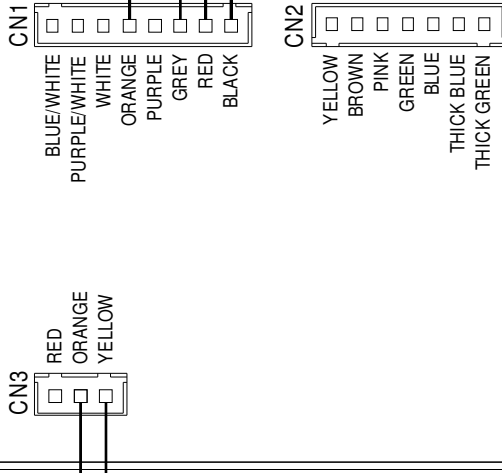 CN1
BLUE/WHITE
PURPLE/WHITE
WHITE
ORANGE
PURPLE
GREY
RED
BLACK
CN2
YELLOW
BROWN
PINK
GREEN
BLUE
THICK BLUE
THICK GREEN
CN3
RED
ORANGE
YELLOW